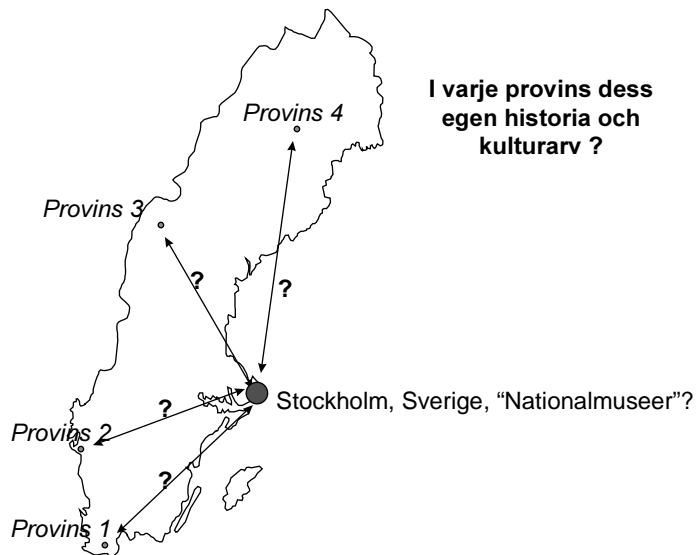 I varje provins dess
egen historia och
kulturarv ?
Provins 4
Provins 3
?
?
Stockholm, Sverige, “Nationalmuseer”?
?
Provins 2
?
Provins 1